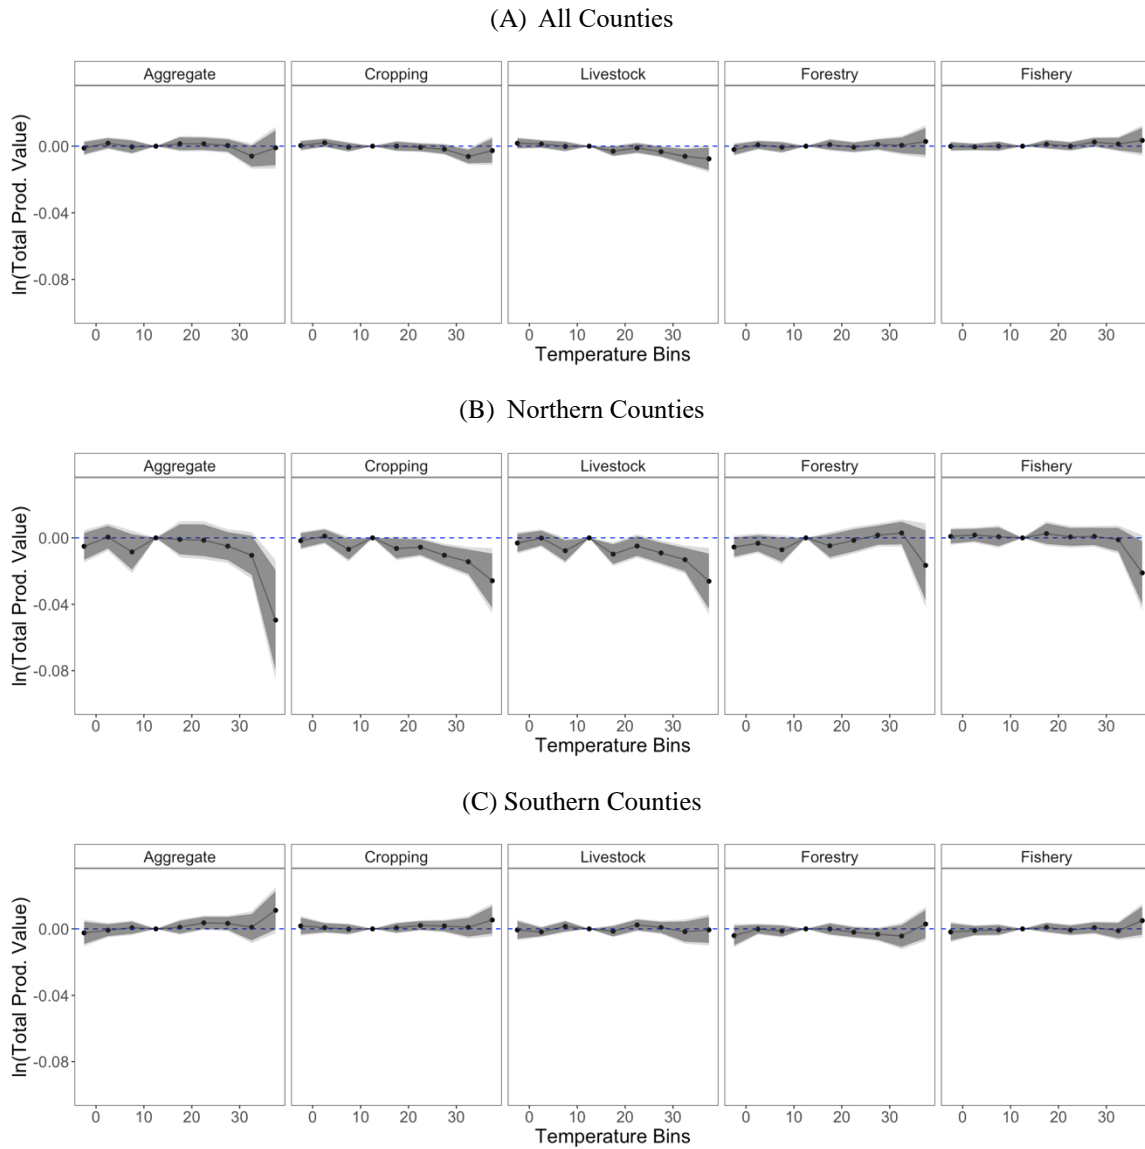 (A) All Counties
Aggregate Cropping Livestock Forestry Fishery
ln(Total Prod. Value)
0.00
-0.04
-0.08
0 10 20 30 0 10 20 30 0 10 20 30 0 10 20 30 0 10 20 30
Temperature Bins
(B) Northern Counties
Aggregate Cropping Livestock Forestry Fishery
ln(Total Prod. Value)
0.00
-0.04
-0.08
0 10 20 30 0 10 20 30 0 10 20 30 0 10 20 30 0 10 20 30
Temperature Bins
(C) Southern Counties
Aggregate Cropping Livestock Forestry Fishery
ln(Total Prod. Value)
0.00
-0.04
-0.08
0 10 20 30 0 10 20 30 0 10 20 30 0 10 20 30 0 10 20 30
Temperature Bins